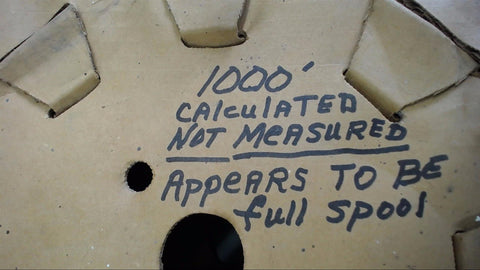 1000'
CALCULATED
NOT MEASURED
APPEARS TO BE
full spool